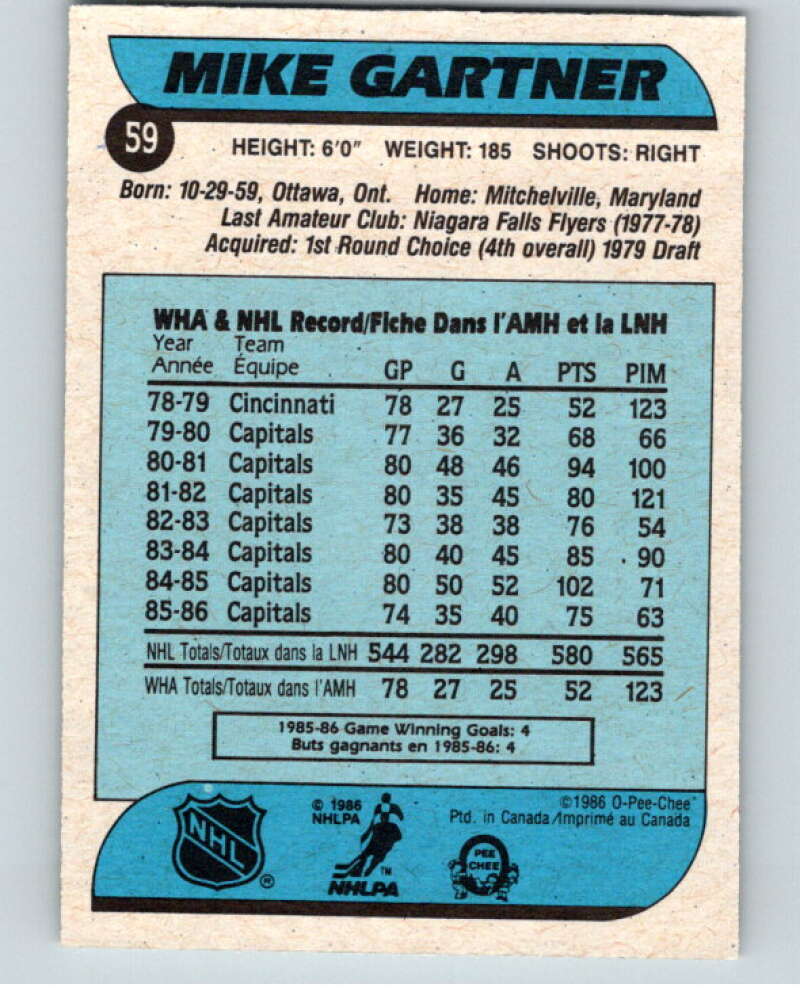 MIKE GARTNER
59
HEIGHT: 6'0" WEIGHT: 185 SHOOTS: RIGHT
Born: 10-29-59, Ottawa, Ont. Home: Mitchelville, Maryland
Last Amateur Club: Niagara Falls Flyers (1977-78)
Acquired: 1st Round Choice (4th overall) 1979 Draft
WHA & NHL Record/Fiche Dans l'AMH et la LNH
Year Team
Année Équipe GP G A PTS PIM
78-79 Cincinnati 78 27 25 52 123
79-80 Capitals 77 36 32 68 66
80-81 Capitals 80 48 46 94 100
81-82 Capitals 80 35 45 80 121
82-83 Capitals 73 38 38 76 54
83-84 Capitals 80 40 45 85 90
84-85 Capitals 80 50 52 102 71
85-86 Capitals 74 35 40 75 63
NHL Totals/Totaux dans la LNH 544 282 298 580 565
WHA Totals/Totaux dans l'AMH 78 27 25 52 123
1985-86 Game Winning Goals: 4
Buts gagnants en 1985-86: 4
NHL ®
© 1986
NHLPA
TM
NHLPA
©1986 O-Pee-Chee
Ptd. in Canada/Imprimé au Canada
PEE
CHEE